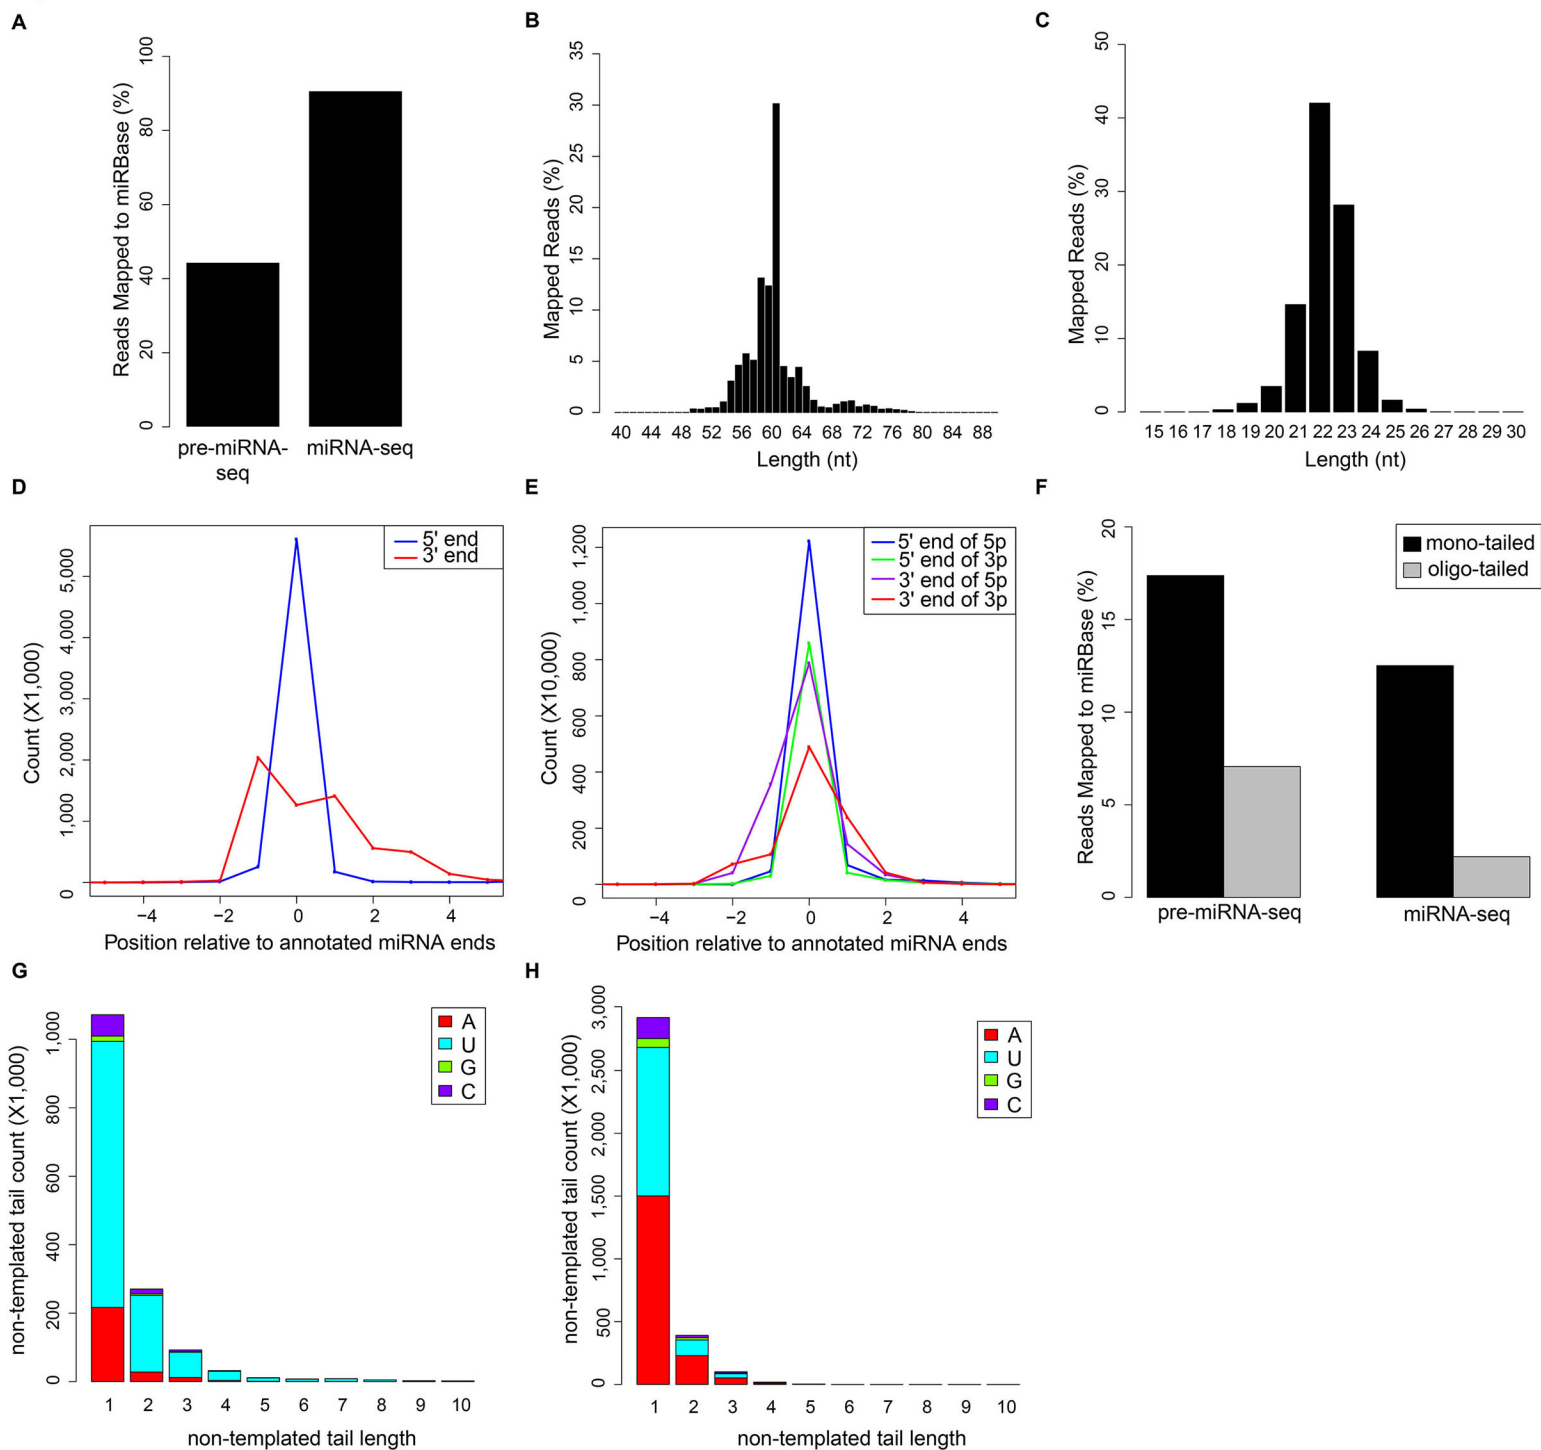 A
Reads Mapped to miRBase (%)
0
20
40
60
80
100
pre-miRNA-
seq
miRNA-seq
B
Mapped Reads (%)
35
30
25
20
15
10
5
0
40 44 48 52 56 60 64 68 72 76 80 84 88
Length (nt)
C
Mapped Reads (%)
50
40
30
20
10
0
15 16 17 18 19 20 21 22 23 24 25 26 27 28 29 30
Length (nt)
D
Count (X1,000)
5,000
4,000
3,000
2,000
1,000
0
5' end
3' end
−4 −2 0 2 4
Position relative to annotated miRNA ends
E
Count (X10,000)
1,200
1,000
800
600
400
200
0
5' end of 5p
5' end of 3p
3' end of 5p
3' end of 3p
−4 −2 0 2 4
Position relative to annotated miRNA ends
F
Reads Mapped to miRBase (%)
20
15
10
5
0
mono-tailed
oligo-tailed
pre-miRNA-seq
miRNA-seq
G
non-templated tail count (X1,000)
1,000
800
600
400
200
0
A
U
G
C
1 2 3 4 5 6 7 8 9 10
non-templated tail length
H
non-templated tail count (X1,000)
3,000
2,500
2,000
1,500
1,000
500
0
A
U
G
C
1 2 3 4 5 6 7 8 9 10
non-templated tail length